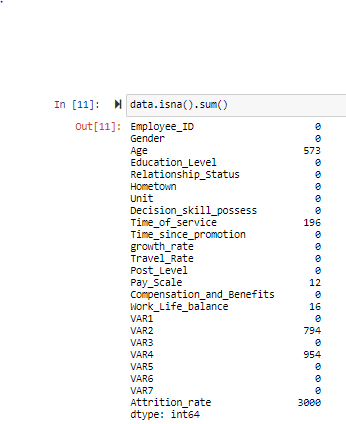 In [11]: data.isna().sum()
Out[11]: Employee_ID 0
Gender 0
Age 573
Education_Level 0
Relationship_Status 0
Hometown 0
Unit 0
Decision_skill_possess 0
Time_of_service 196
Time_since_promotion 0
growth_rate 0
Travel_Rate 0
Post_Level 0
Pay_Scale 12
Compensation_and_Benefits 0
Work_Life_balance 16
VAR1 0
VAR2 794
VAR3 0
VAR4 954
VAR5 0
VAR6 0
VAR7 0
Attrition_rate 3000
dtype: int64